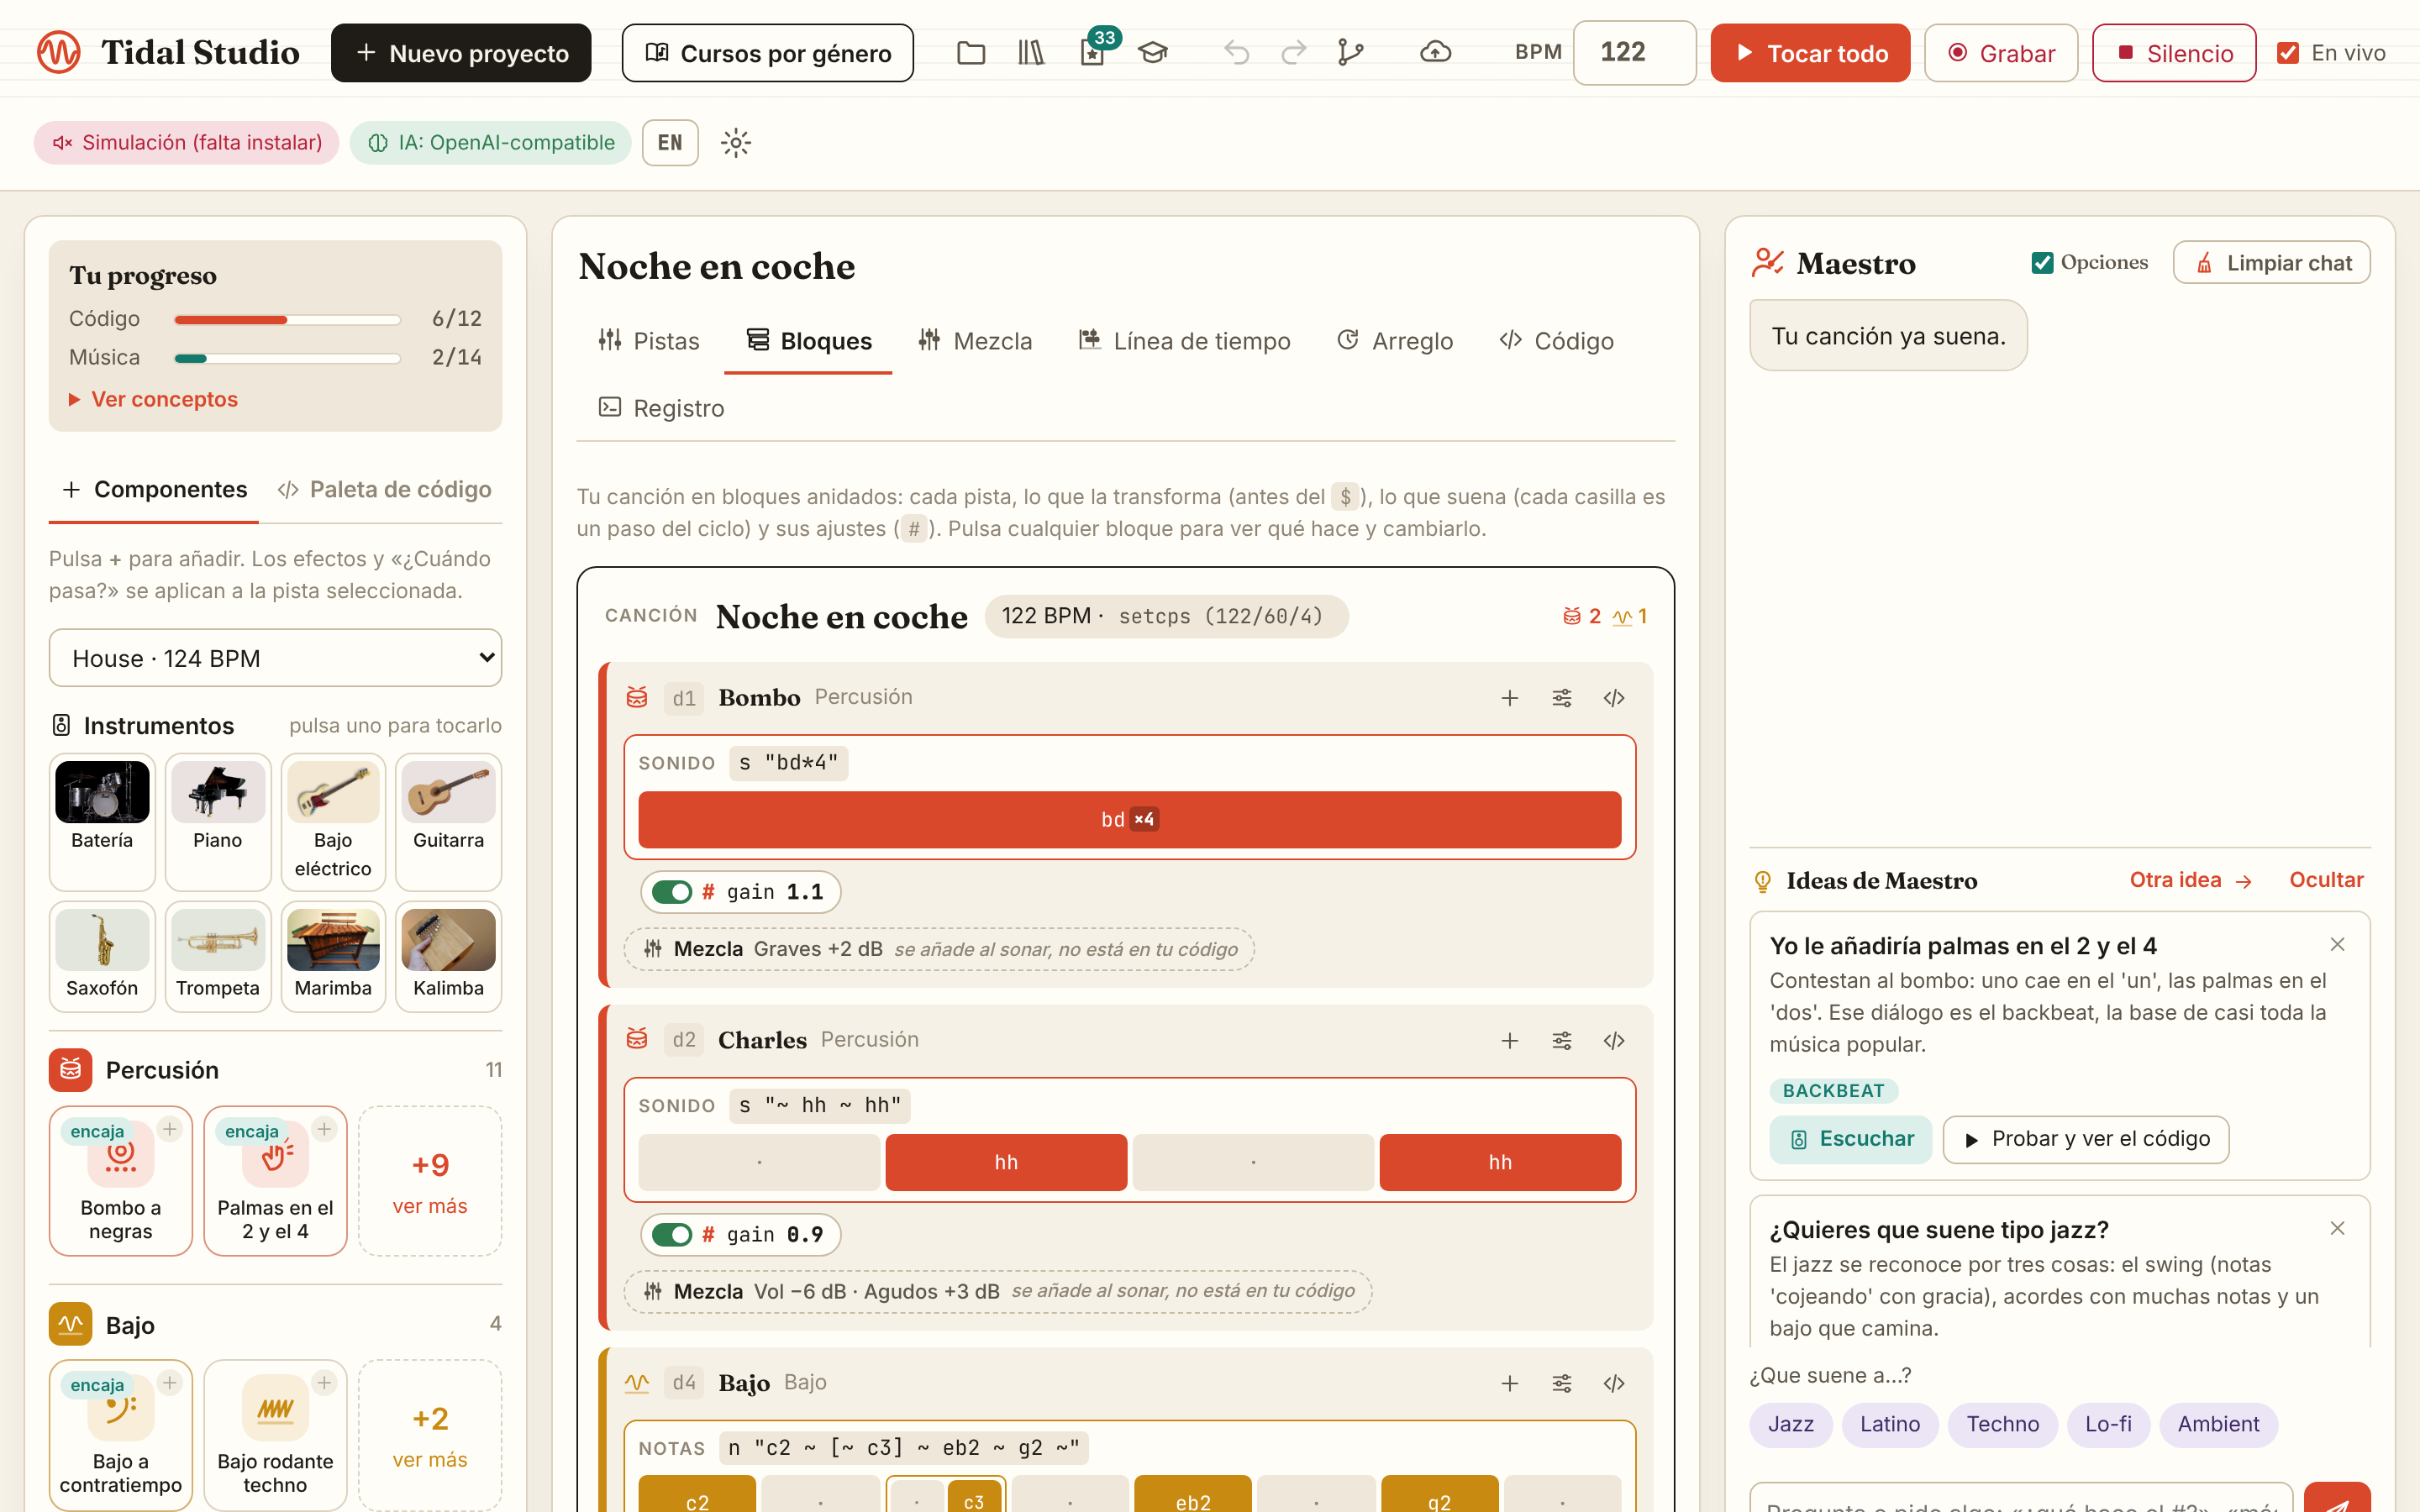 Tidal Studio
Nuevo proyecto
Cursos por género
33
BPM
122
Tocar todo
Grabar
Silencio
En vivo
Simulación (falta instalar)
IA: OpenAI-compatible
EN
Tu progreso
Código 6/12
Música 2/14
Ver conceptos
Componentes
Paleta de código
Pulsa + para añadir. Los efectos y «¿Cuándo
pasa?» se aplican a la pista seleccionada.
House · 124 BPM
Instrumentos
pulsa uno para tocarlo
Batería
Piano
Bajo
eléctrico
Guitarra
Saxofón
Trompeta
Marimba
Kalimba
Percusión
11
encaja
Bombo a
negras
encaja
Palmas en el
2 y el 4
+9
ver más
Bajo
4
encaja
Bajo a
contratiempo
Bajo rodante
techno
+2
ver más
Noche en coche
Pistas
Bloques
Mezcla
Línea de tiempo
Arreglo
Código
Registro
Tu canción en bloques anidados: cada pista, lo que la transforma (antes del $), lo que suena (cada casilla es
un paso del ciclo) y sus ajustes (#). Pulsa cualquier bloque para ver qué hace y cambiarlo.
CANCIÓN
Noche en coche
122 BPM · setcps (122/60/4)
2
1
d1 Bombo Percusión
SONIDO s "bd*4"
bd ×4
# gain 1.1
Mezcla Graves +2 dB se añade al sonar, no está en tu código
d2 Charles Percusión
SONIDO s "~ hh ~ hh"
· hh · hh
# gain 0.9
Mezcla Vol −6 dB · Agudos +3 dB se añade al sonar, no está en tu código
d4 Bajo Bajo
NOTAS n "c2 ~ [~ c3] ~ eb2 ~ g2 ~"
c2 · · c3 · eb2 · g2 ·
Maestro
Opciones
Limpiar chat
Tu canción ya suena.
Ideas de Maestro
Otra idea →
Ocultar
Yo le añadiría palmas en el 2 y el 4
Contestan al bombo: uno cae en el 'un', las palmas en el
'dos'. Ese diálogo es el backbeat, la base de casi toda la
música popular.
BACKBEAT
Escuchar
Probar y ver el código
¿Quieres que suene tipo jazz?
El jazz se reconoce por tres cosas: el swing (notas
'cojeando' con gracia), acordes con muchas notas y un
bajo que camina.
¿Que suene a...?
Jazz
Latino
Techno
Lo-fi
Ambient
Pregunta o pide algo: «¿qué hace el #?», «má